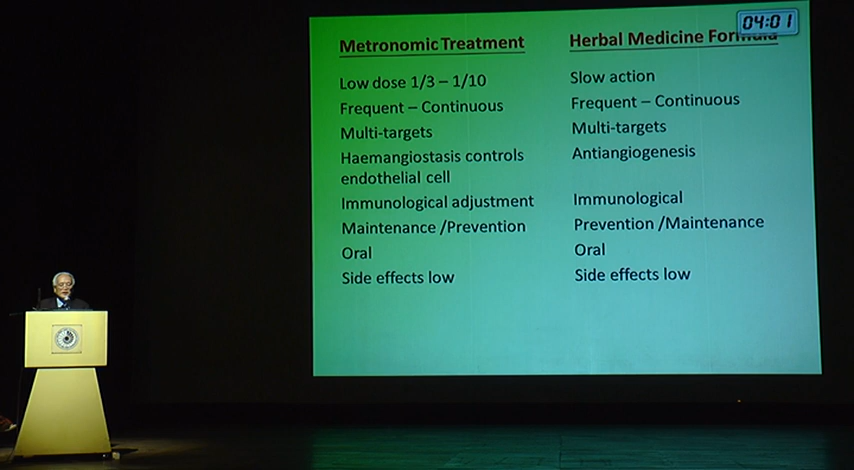 04:01
Metronomic Treatment
Low dose 1/3 – 1/10
Frequent – Continuous
Multi-targets
Haemangiostasis controls
endothelial cell
Immunological adjustment
Maintenance /Prevention
Oral
Side effects low
Herbal Medicine Formula
Slow action
Frequent – Continuous
Multi-targets
Antiangiogenesis
Immunological
Prevention /Maintenance
Oral
Side effects low